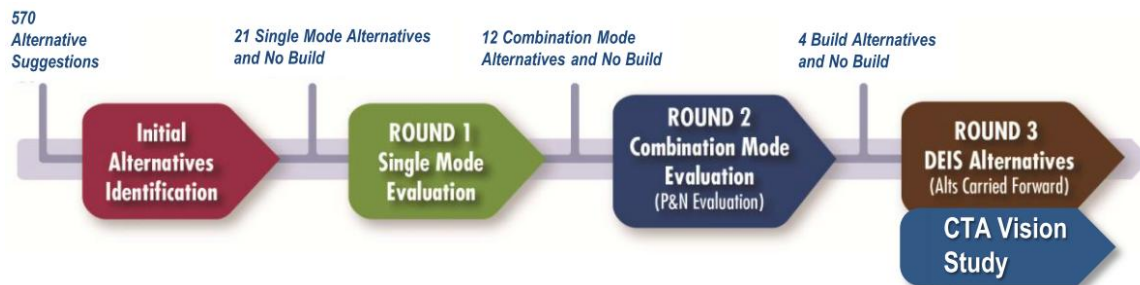 570
Alternative
Suggestions
21 Single Mode Alternatives
and No Build
12 Combination Mode
Alternatives and No Build
4 Build Alternatives
and No Build
Initial
Alternatives
Identification
ROUND 1
Single Mode
Evaluation
ROUND 2
Combination Mode
Evaluation
(P&N Evaluation)
ROUND 3
DEIS Alternatives
(Alts Carried Forward)
CTA Vision
Study